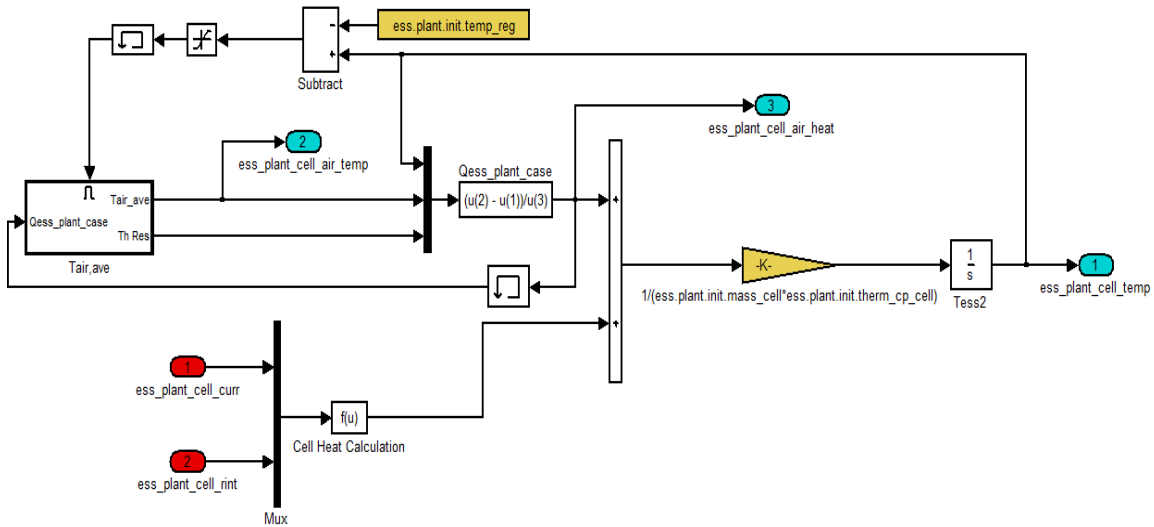 ess.plant.init.temp_reg
−
+
Subtract
3
ess_plant_cell_air_heat
2
ess_plant_cell_air_temp
Qess_plant_case
(u(2) - u(1))/u(3)
Tair_ave
Qess_plant_case
Th Res
Tair,ave
+
+
-K-
1/(ess.plant.init.mass_cell*ess.plant.init.therm_cp_cell)
1
s
Tess2
1
ess_plant_cell_temp
1
ess_plant_cell_curr
f(u)
Cell Heat Calculation
2
ess_plant_cell_rint
Mux